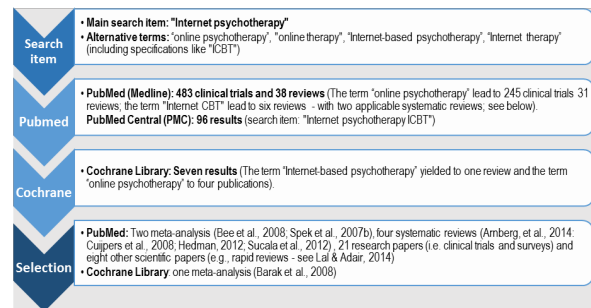 Search
item
• Main search item: "Internet psychotherapy"
• Alternative terms: "online psychotherapy", "online therapy", "Internet-based psychotherapy", "Internet therapy"
(including specifications like "ICBT")
Pubmed
• PubMed (Medline): 483 clinical trials and 38 reviews (The term "online psychotherapy" lead to 245 clinical trials 31
reviews; the term "Internet CBT" lead to six reviews - with two applicable systematic reviews; see below).
PubMed Central (PMC): 96 results (search item: "Internet psychotherapy ICBT")
Cochrane
• Cochrane Library: Seven results (The term "Internet-based psychotherapy" yielded to one review and the term
"online psychotherapy" to four publications).
Selection
• PubMed: Two meta-analysis (Bee et al., 2008; Spek et al., 2007b), four systematic reviews (Arnberg, et al., 2014:
Cuijpers et al., 2008; Hedman, 2012; Sucala et al., 2012) , 21 research papers (i.e. clinical trials and surveys) and
eight other scientific papers (e.g., rapid reviews - see Lal & Adair, 2014)
• Cochrane Library: one meta-analysis (Barak et al., 2008)